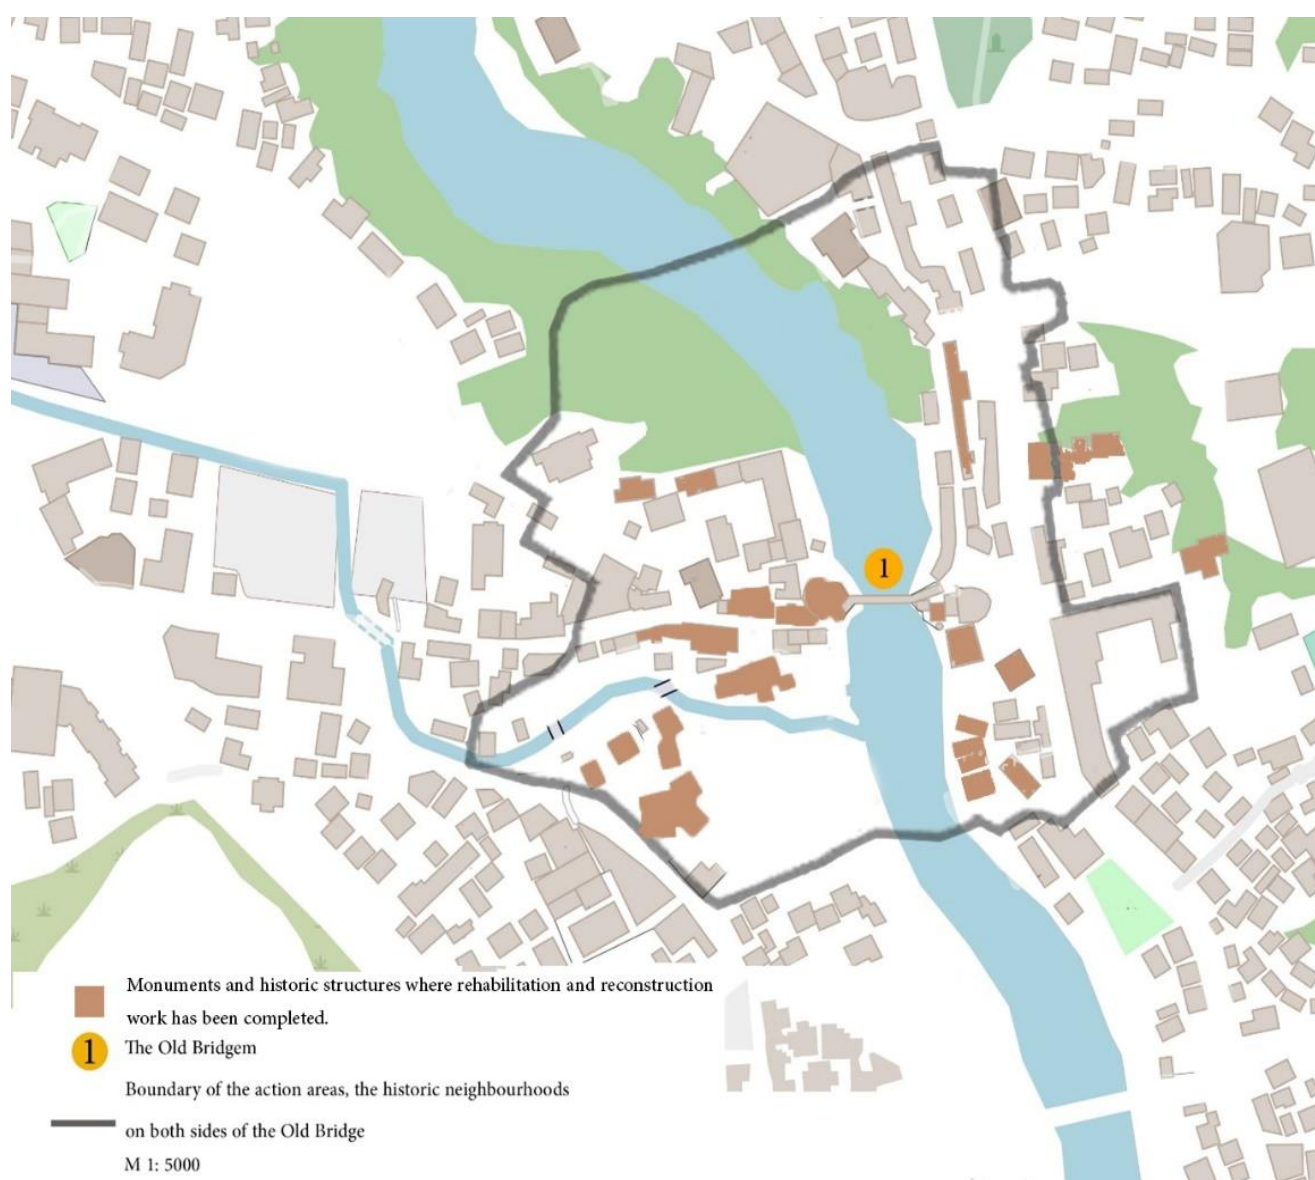 1
Monuments and historic structures where rehabilitation and reconstruction
work has been completed.
1 The Old Bridgem
Boundary of the action areas, the historic neighbourhoods
on both sides of the Old Bridge
M 1: 5000